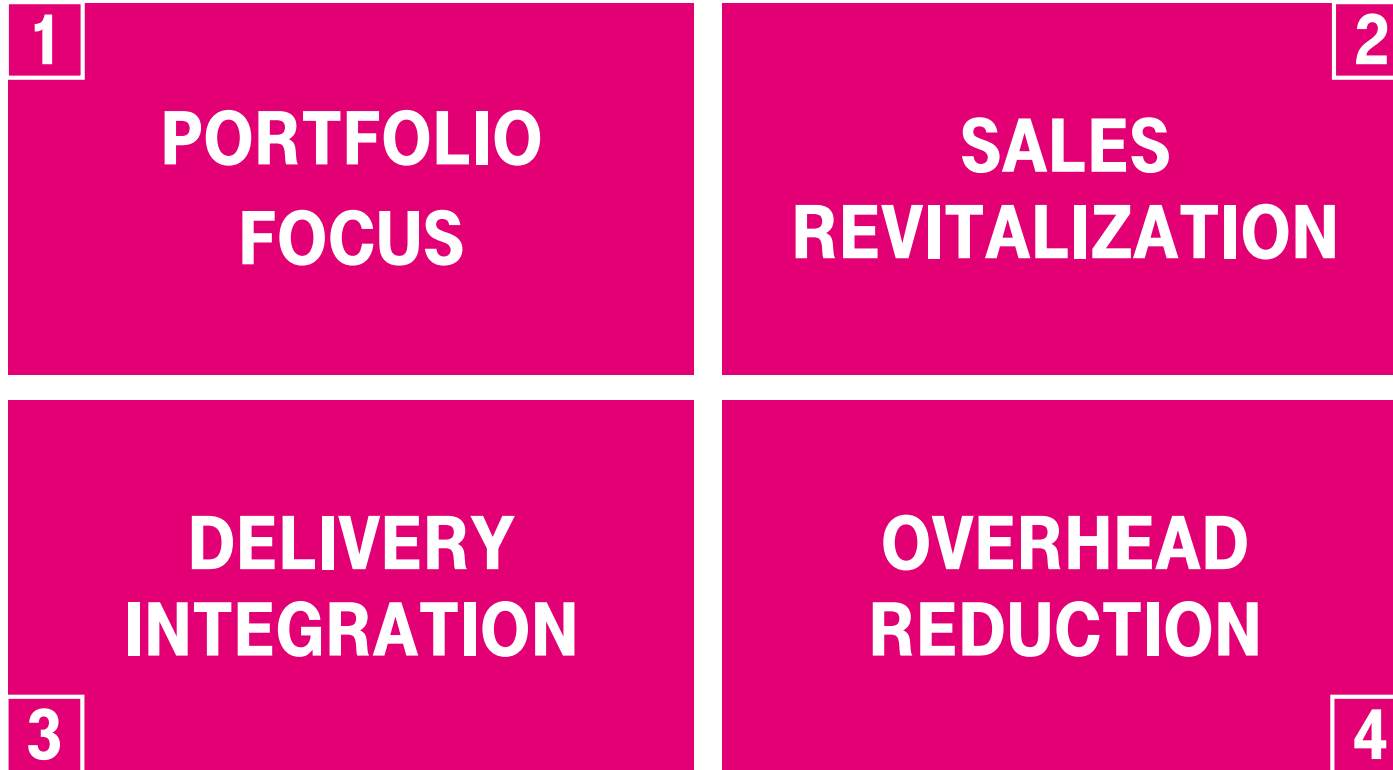 1
PORTFOLIO
FOCUS
2
SALES
REVITALIZATION
DELIVERY
INTEGRATION
3
OVERHEAD
REDUCTION
4